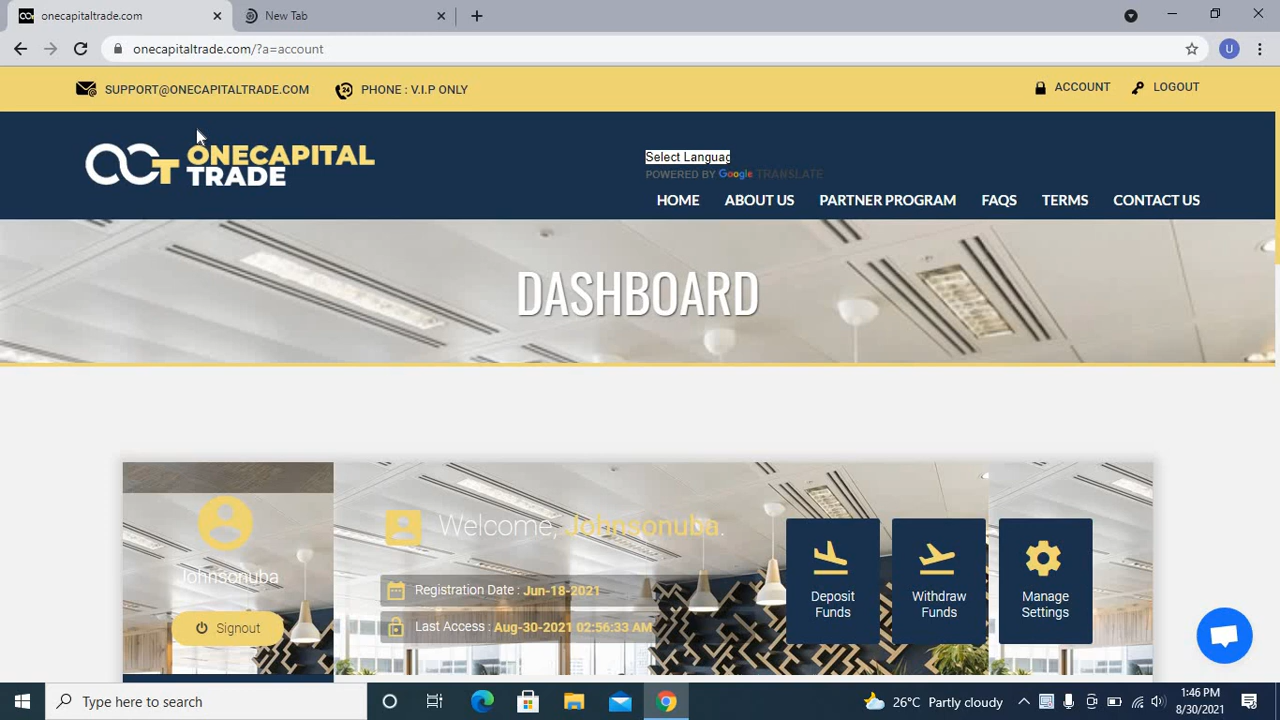 onecapitaltrade.com
New Tab
onecapitaltrade.com/?a=account
U
SUPPORT@ONECAPITALTRADE.COM
PHONE : V.I.P ONLY
ACCOUNT
LOGOUT
OCT ONECAPITAL
TRADE
Select Languag
POWERED BY Google TRANSLATE
HOME
ABOUT US
PARTNER PROGRAM
FAQS
TERMS
CONTACT US
DASHBOARD
Johnsonuba
Signout
Welcome, Johnsonuba.
Registration Date : Jun-18-2021
Last Access : Aug-30-2021 02:56:33 AM
Deposit
Funds
Withdraw
Funds
Manage
Settings
Type here to search
26°C Partly cloudy
1:46 PM
8/30/2021